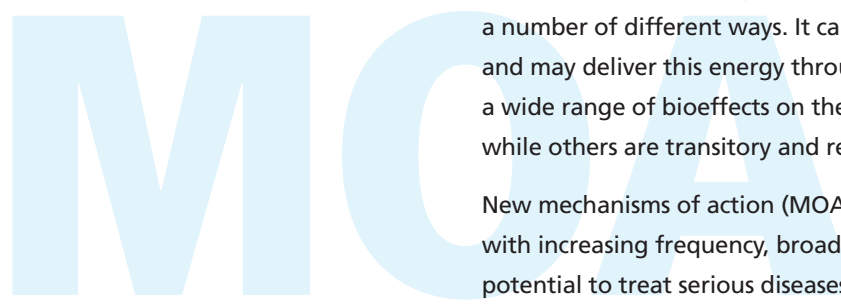 MOA
a number of different ways. It ca
and may deliver this energy throu
a wide range of bioeffects on the
while others are transitory and re
New mechanisms of action (MOA
with increasing frequency, broad
potential to treat serious diseases